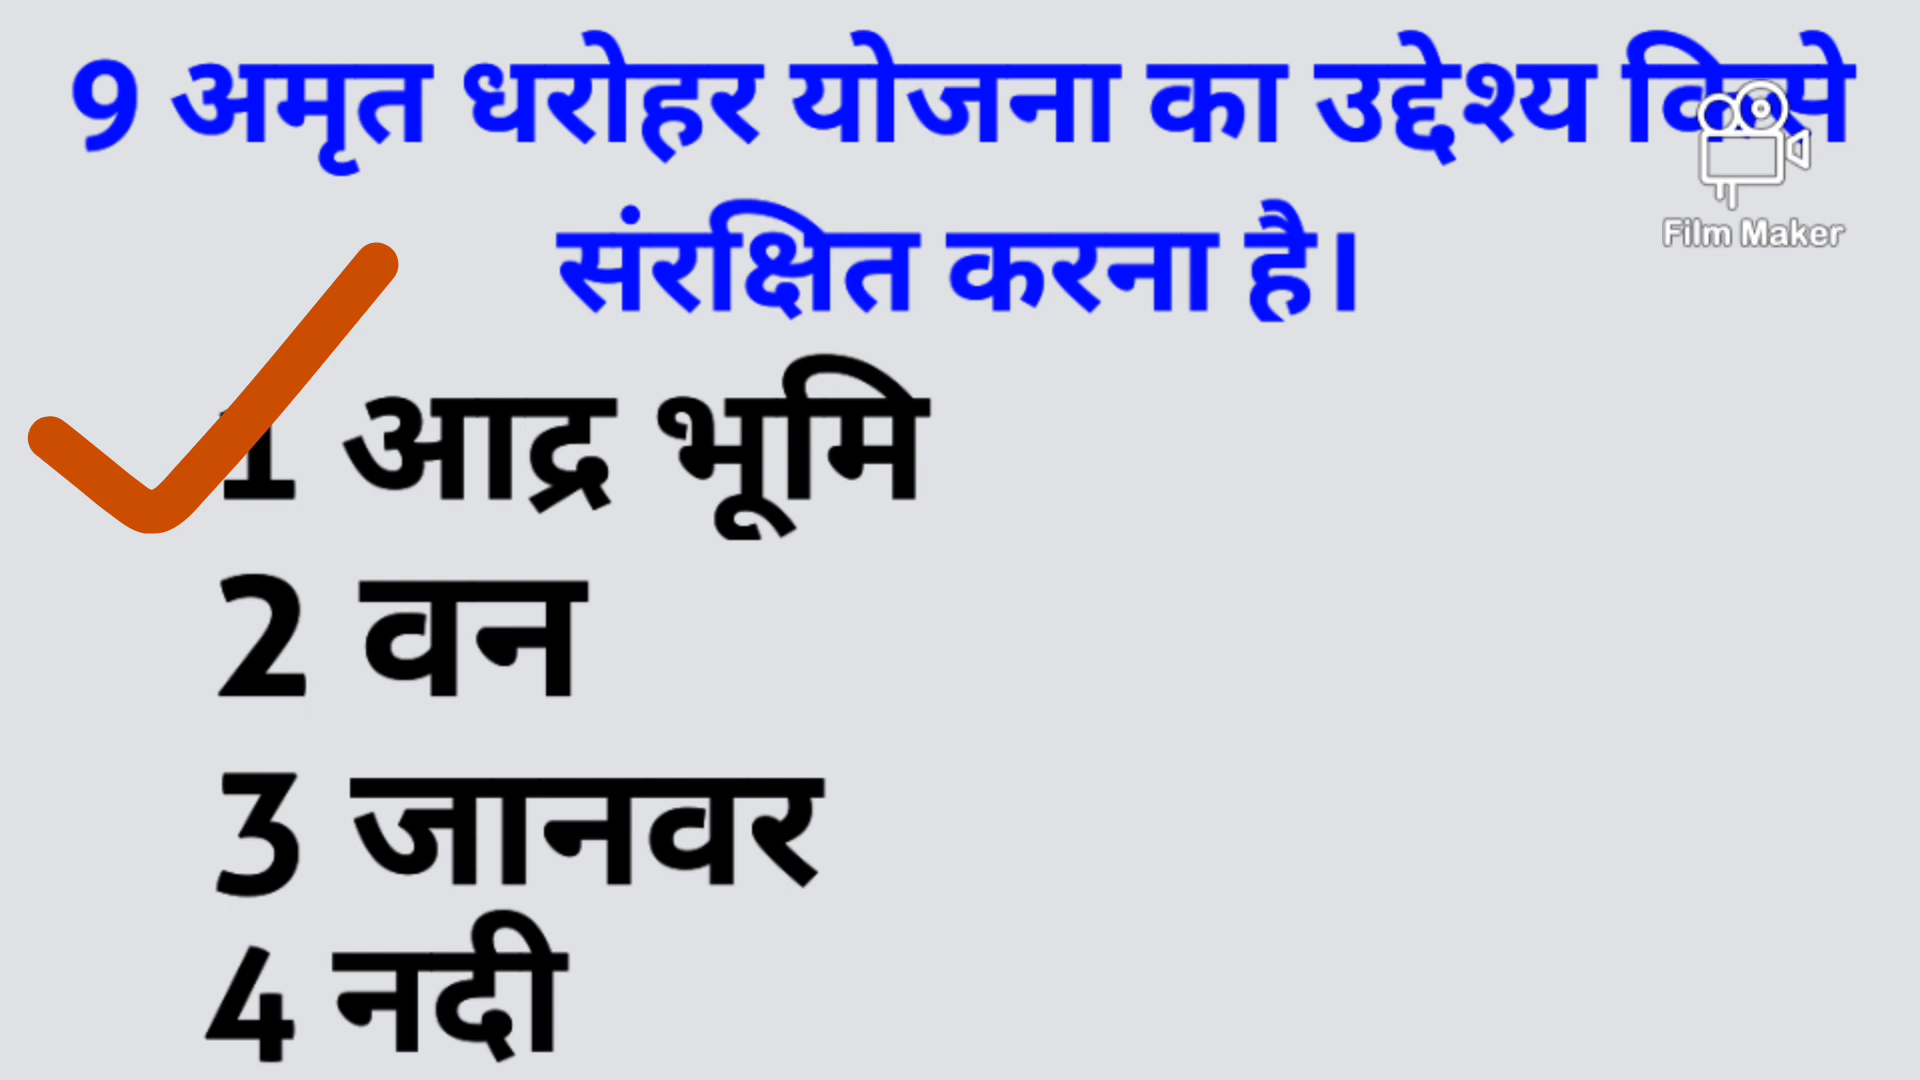 9 अमृत धरोहर योजना का उद्देश्य किसे
संरक्षित करना है।
Film Maker
1 आद्र भूमि
2 वन
3 जानवर
4 नदी